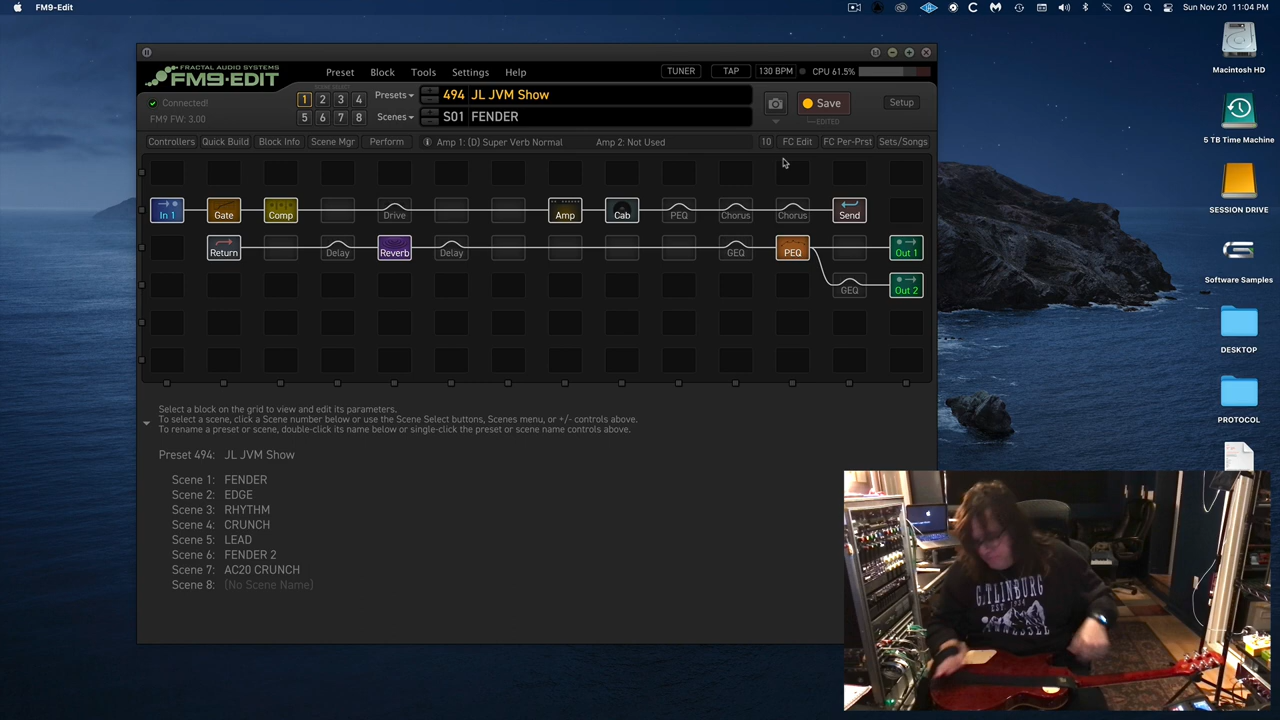 FM9-Edit
Sun Nov 20 11:04 PM
FRACTAL AUDIO SYSTEMS
FM9-EDIT
Preset Block Tools Settings Help
TUNER TAP 130 BPM CPU 61.5%
SCENE SELECT
1 2 3 4
5 6 7 8
Presets 494 JL JVM Show
Scenes S01 FENDER
Save
EDITED
Setup
Connected!
FM9 FW: 3.00
Controllers Quick Build Block Info Scene Mgr Perform Amp 1: (D) Super Verb Normal Amp 2: Not Used 10 FC Edit FC Per-Prst Sets/Songs
In 1 Gate Comp Drive Amp Cab PEQ Chorus Chorus Send
Return Delay Reverb Delay GEQ PEQ Out 1
GEQ Out 2
Select a block on the grid to view and edit its parameters.
To select a scene, click a Scene number below or use the Scene Select buttons, Scenes menu, or +/- controls above.
To rename a preset or scene, double-click its name below or single-click the preset or scene name controls above.
Preset 494: JL JVM Show
Scene 1: FENDER
Scene 2: EDGE
Scene 3: RHYTHM
Scene 4: CRUNCH
Scene 5: LEAD
Scene 6: FENDER 2
Scene 7: AC20 CRUNCH
Scene 8: (No Scene Name)
Macintosh HD
5 TB Time Machine
SESSION DRIVE
Software Samples
DESKTOP
PROTOCOL
GATLINBURG
EST. 1934
TENNESSEE